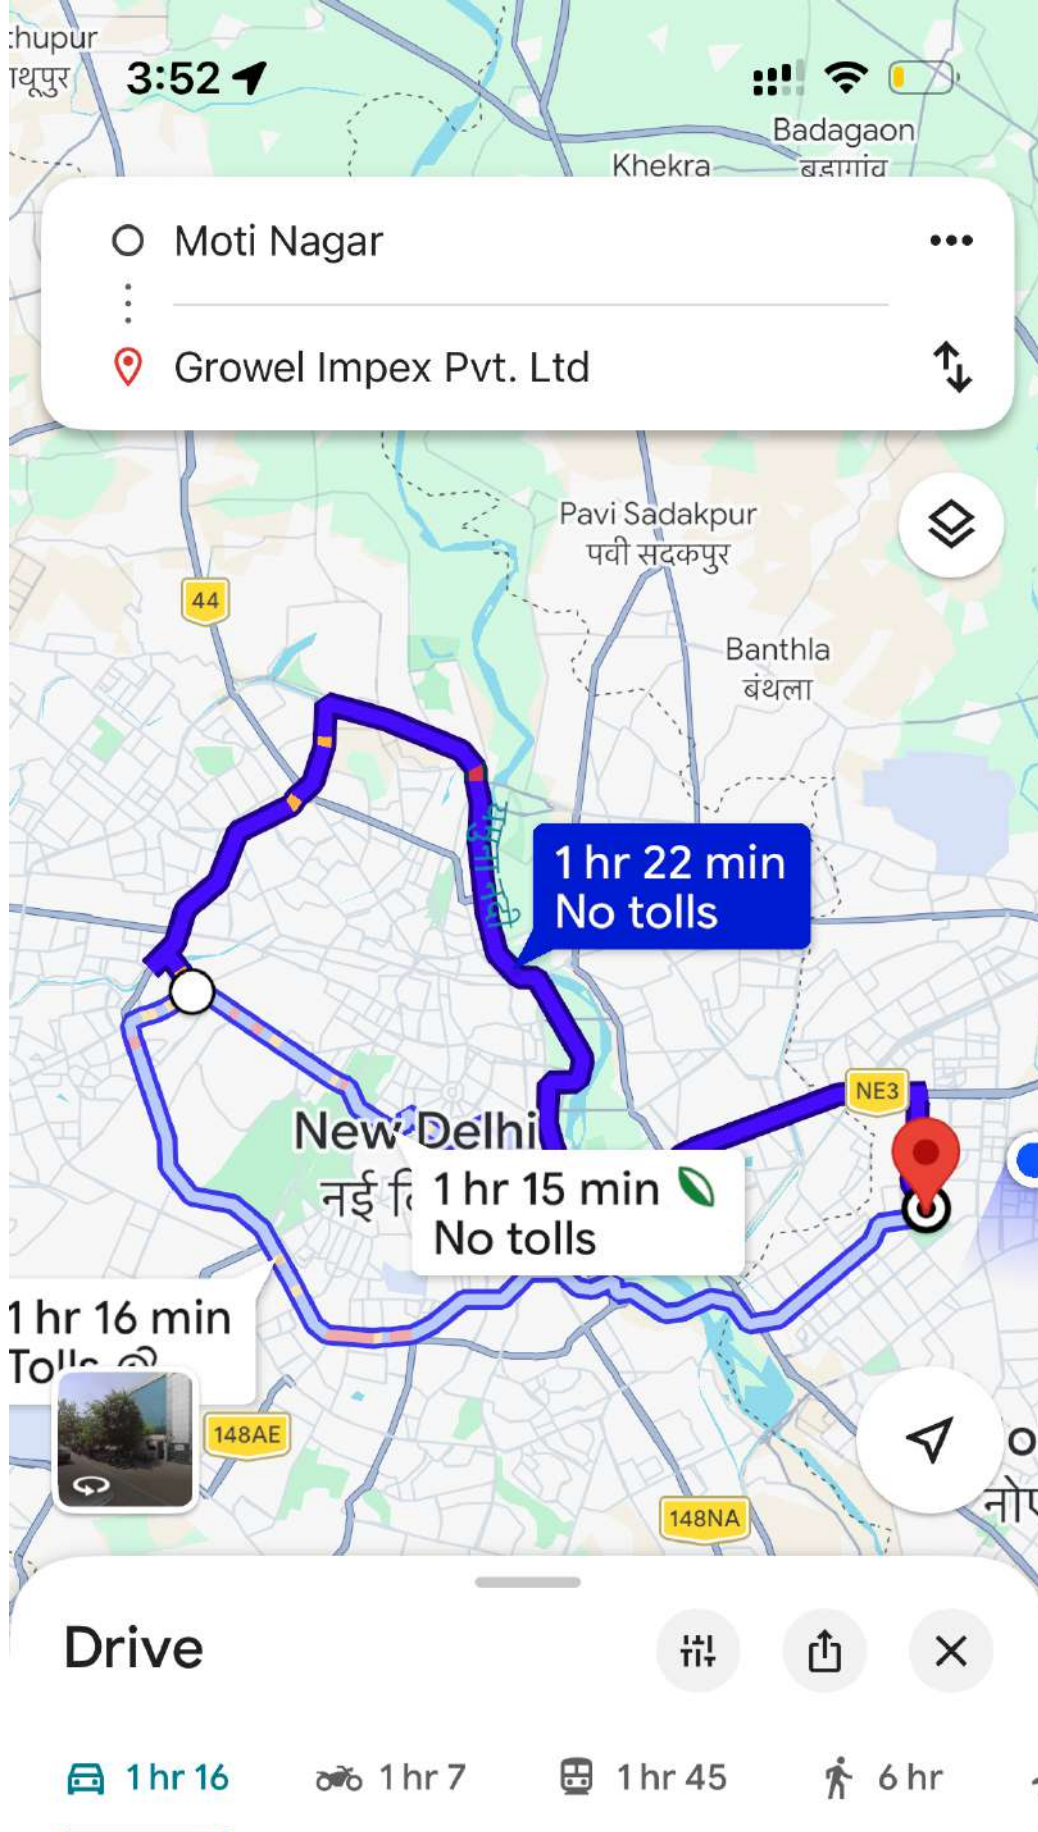 3:52
Badagaon
Khekra
बड़ागांव
Moti Nagar
Growel Impex Pvt. Ltd
Pavi Sadakpur
पवी सदकपुर
44
Banthla
बंथला
1 hr 22 min
No tolls
NE3
New Delhi
1 hr 15 min
No tolls
1 hr 16 min
Tolls
148AE
148NA
Drive
1 hr 16
1 hr 7
1 hr 45
6 hr